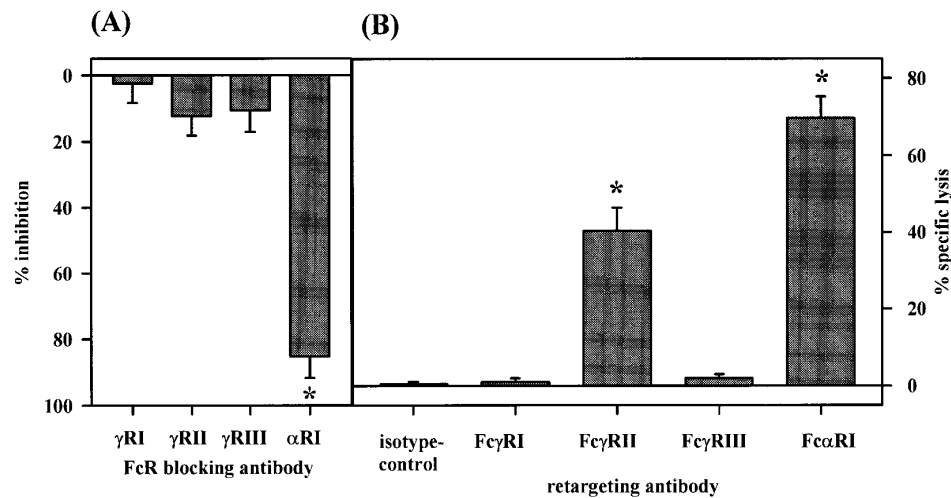 (A)
0
20
40
60
80
100
% inhibition
γRI γRII γRIII αRI
*
FcR blocking antibody
(B)
*
*
80
60
40
20
0
% specific lysis
isotype-
control
FcγRI FcγRII FcγRIII FcαRI
retargeting antibody